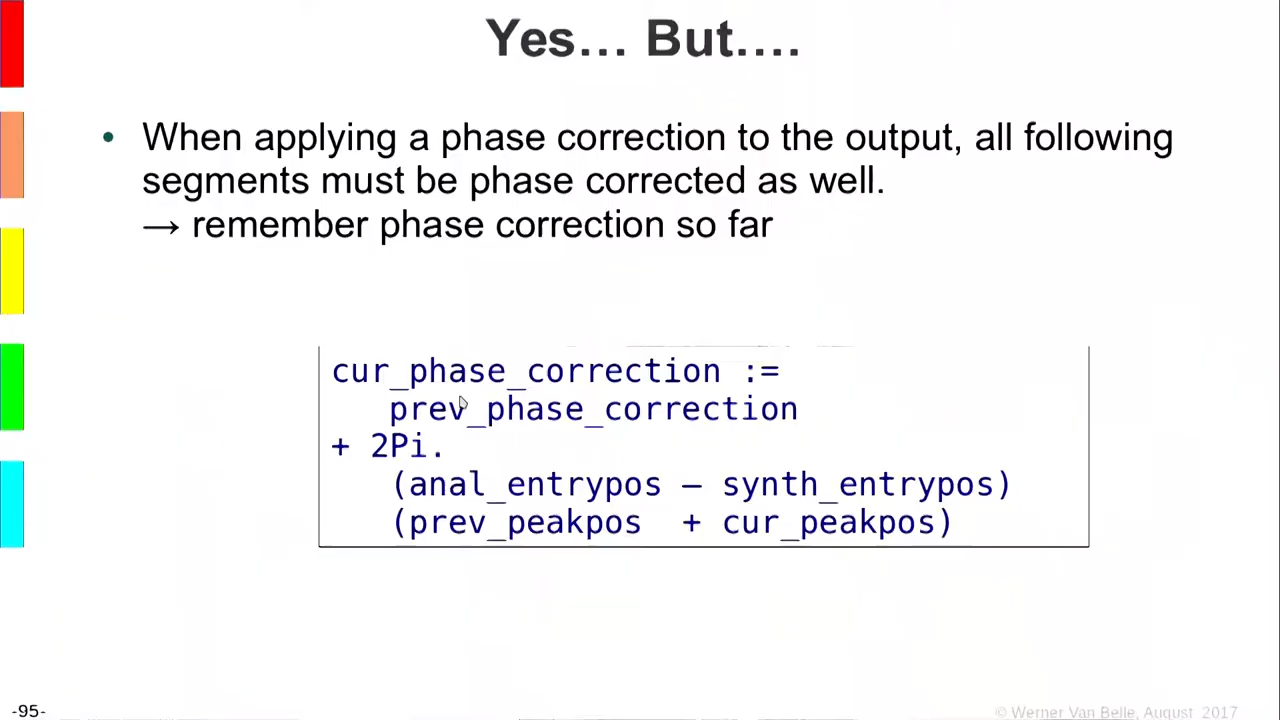 Yes… But….
• When applying a phase correction to the output, all following
segments must be phase corrected as well.
→ remember phase correction so far
cur_phase_correction :=
prev_phase_correction
+ 2Pi.
(anal_entrypos – synth_entrypos)
(prev_peakpos + cur_peakpos)
-95-
© Werner Van Belle, August 2017